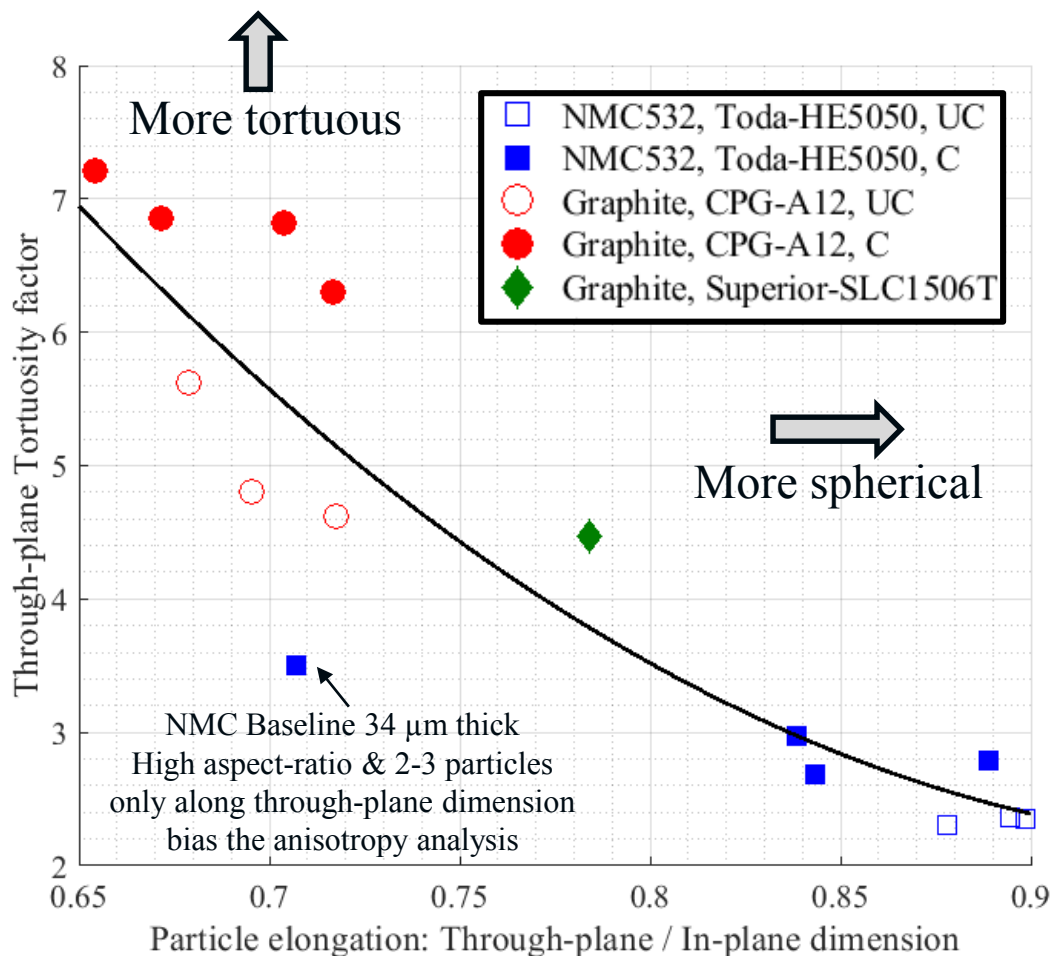 8
More tortuous
NMC532, Toda-HE5050, UC
NMC532, Toda-HE5050, C
Graphite, CPG-A12, UC
Graphite, CPG-A12, C
Graphite, Superior-SLC1506T
7
6
5
4
3
2
Through-plane Tortuosity factor
More spherical
NMC Baseline 34 µm thick
High aspect-ratio & 2-3 particles
only along through-plane dimension
bias the anisotropy analysis
0.65 0.7 0.75 0.8 0.85 0.9
Particle elongation: Through-plane / In-plane dimension